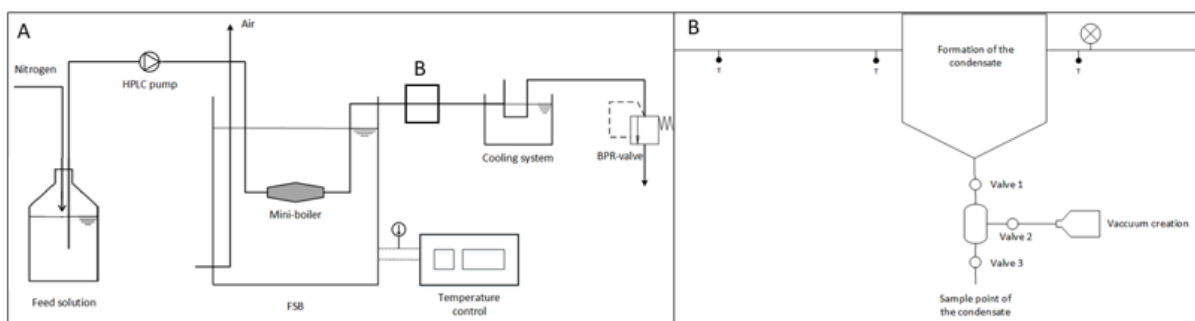 A
Air
B
Nitrogen
HPLC pump
Formation of the
condensate
T
T
T
B
Cooling system
BPR-valve
Mini-boiler
Valve 1
Valve 2
Vaccuum creation
Valve 3
Feed solution
FSB
Temperature
control
Sample point of
the condensate